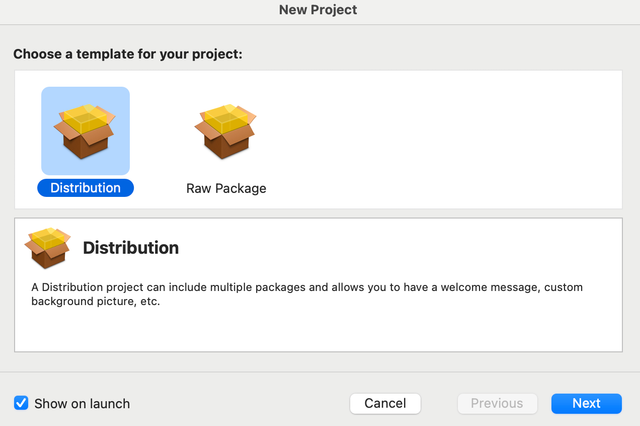 New Project
Choose a template for your project:
Distribution
Raw Package
Distribution
A Distribution project can include multiple packages and allows you to have a welcome message, custom
background picture, etc.
Show on launch
Cancel
Previous
Next